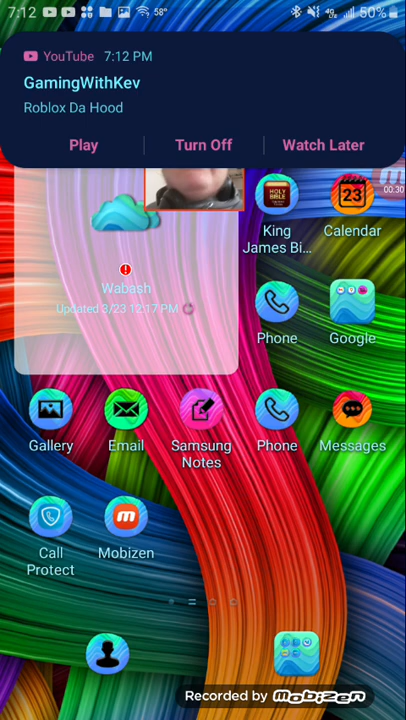 7:12
58°
4G
50%
YouTube 7:12 PM
GamingWithKev
Roblox Da Hood
Play
Turn Off
Watch Later
00:30
HOLY
BIBLE
23
King
James Bi...
Calendar
Wabash
Updated 3/23 12:17 PM
Phone
Google
Gallery
Email
Samsung
Notes
Phone
Messages
Call
Protect
Mobizen
Recorded by mobizen